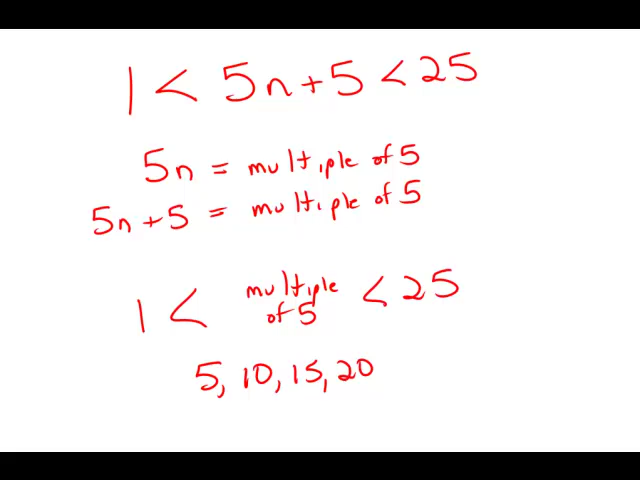 1 < 5n + 5 < 25
5n = multiple of 5
5n + 5 = multiple of 5
1 < multiple of 5 < 25
5, 10, 15, 20